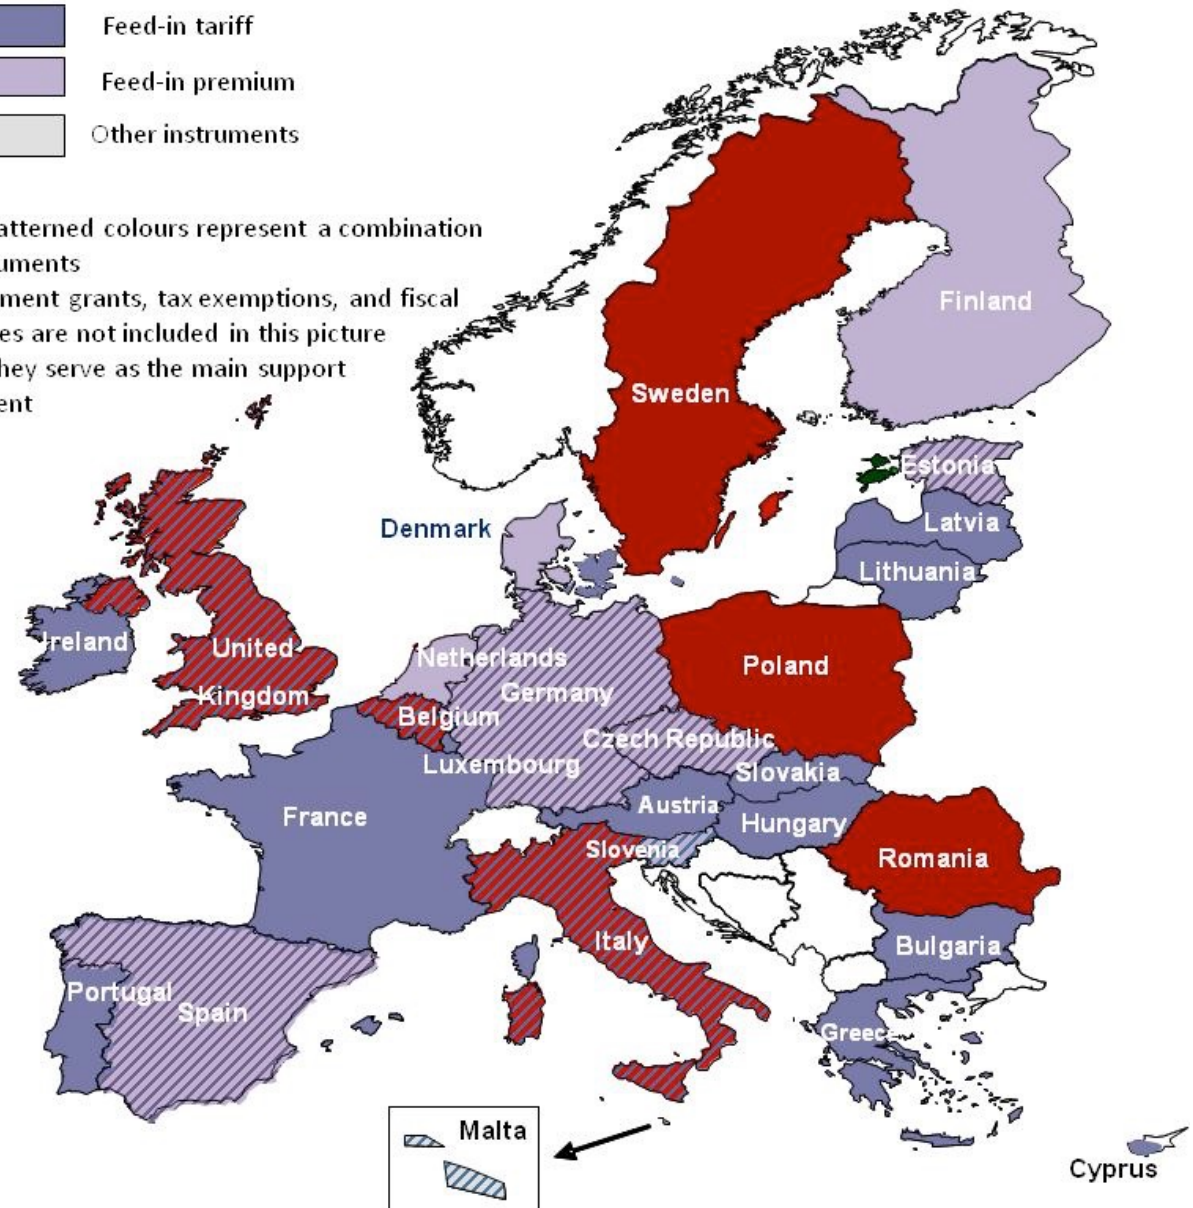 Feed-in tariff
Feed-in premium
Other instruments
atterned colours represent a combination
uments
ment grants, tax exemptions, and fiscal
es are not included in this picture
hey serve as the main support
ent
Finland
Sweden
Estonia
Denmark
Latvia
Lithuania
Ireland
United
Kingdom
Netherlands
Poland
Germany
Belgium
Czech Republic
Luxembourg
Slovakia
Austria
France
Hungary
Slovenia
Romania
Italy
Bulgaria
Portugal
Spain
Greece
Malta
Cyprus